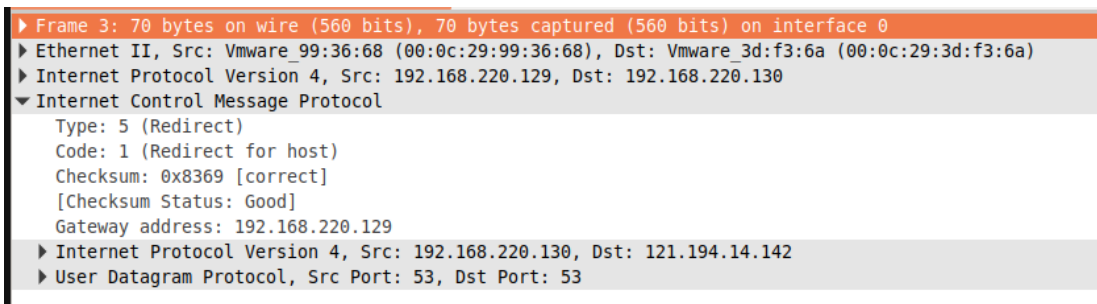 Frame 3: 70 bytes on wire (560 bits), 70 bytes captured (560 bits) on interface 0
Ethernet II, Src: Vmware_99:36:68 (00:0c:29:99:36:68), Dst: Vmware_3d:f3:6a (00:0c:29:3d:f3:6a)
Internet Protocol Version 4, Src: 192.168.220.129, Dst: 192.168.220.130
Internet Control Message Protocol
Type: 5 (Redirect)
Code: 1 (Redirect for host)
Checksum: 0x8369 [correct]
[Checksum Status: Good]
Gateway address: 192.168.220.129
Internet Protocol Version 4, Src: 192.168.220.130, Dst: 121.194.14.142
User Datagram Protocol, Src Port: 53, Dst Port: 53